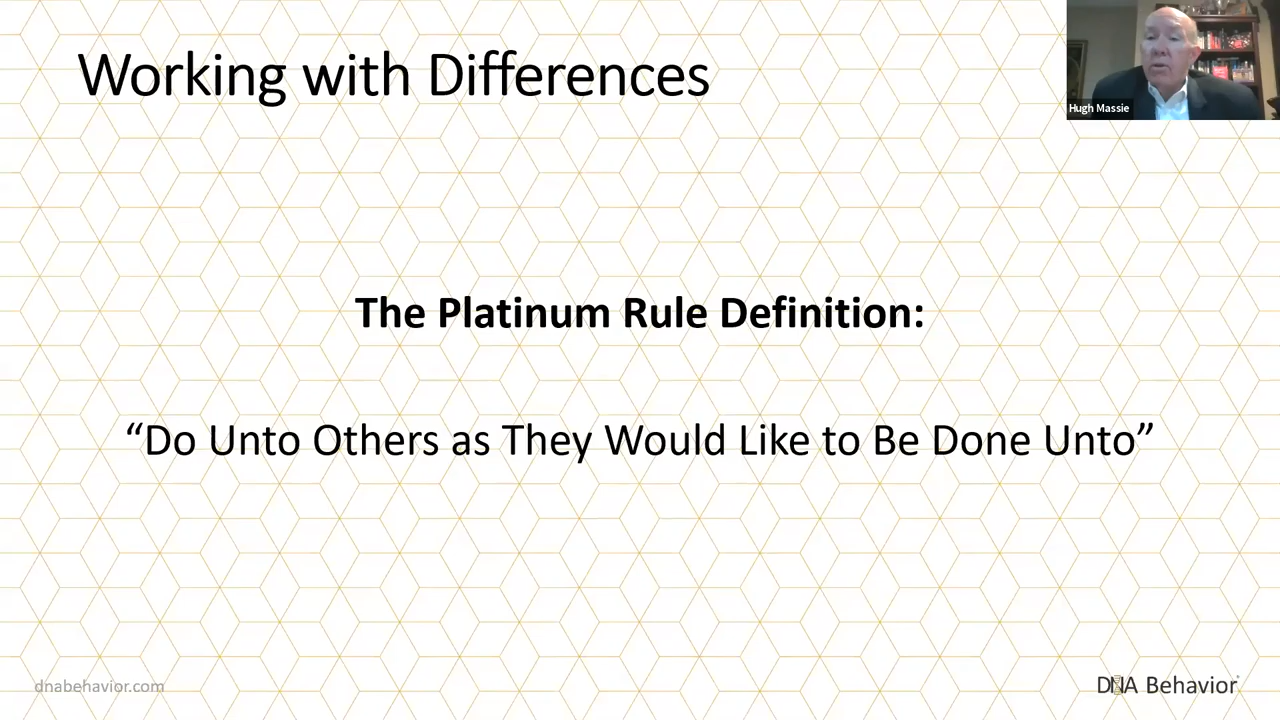 Working with Differences
Hugh Massie
The Platinum Rule Definition:
“Do Unto Others as They Would Like to Be Done Unto”
dnabehavior.com
DNA Behavior